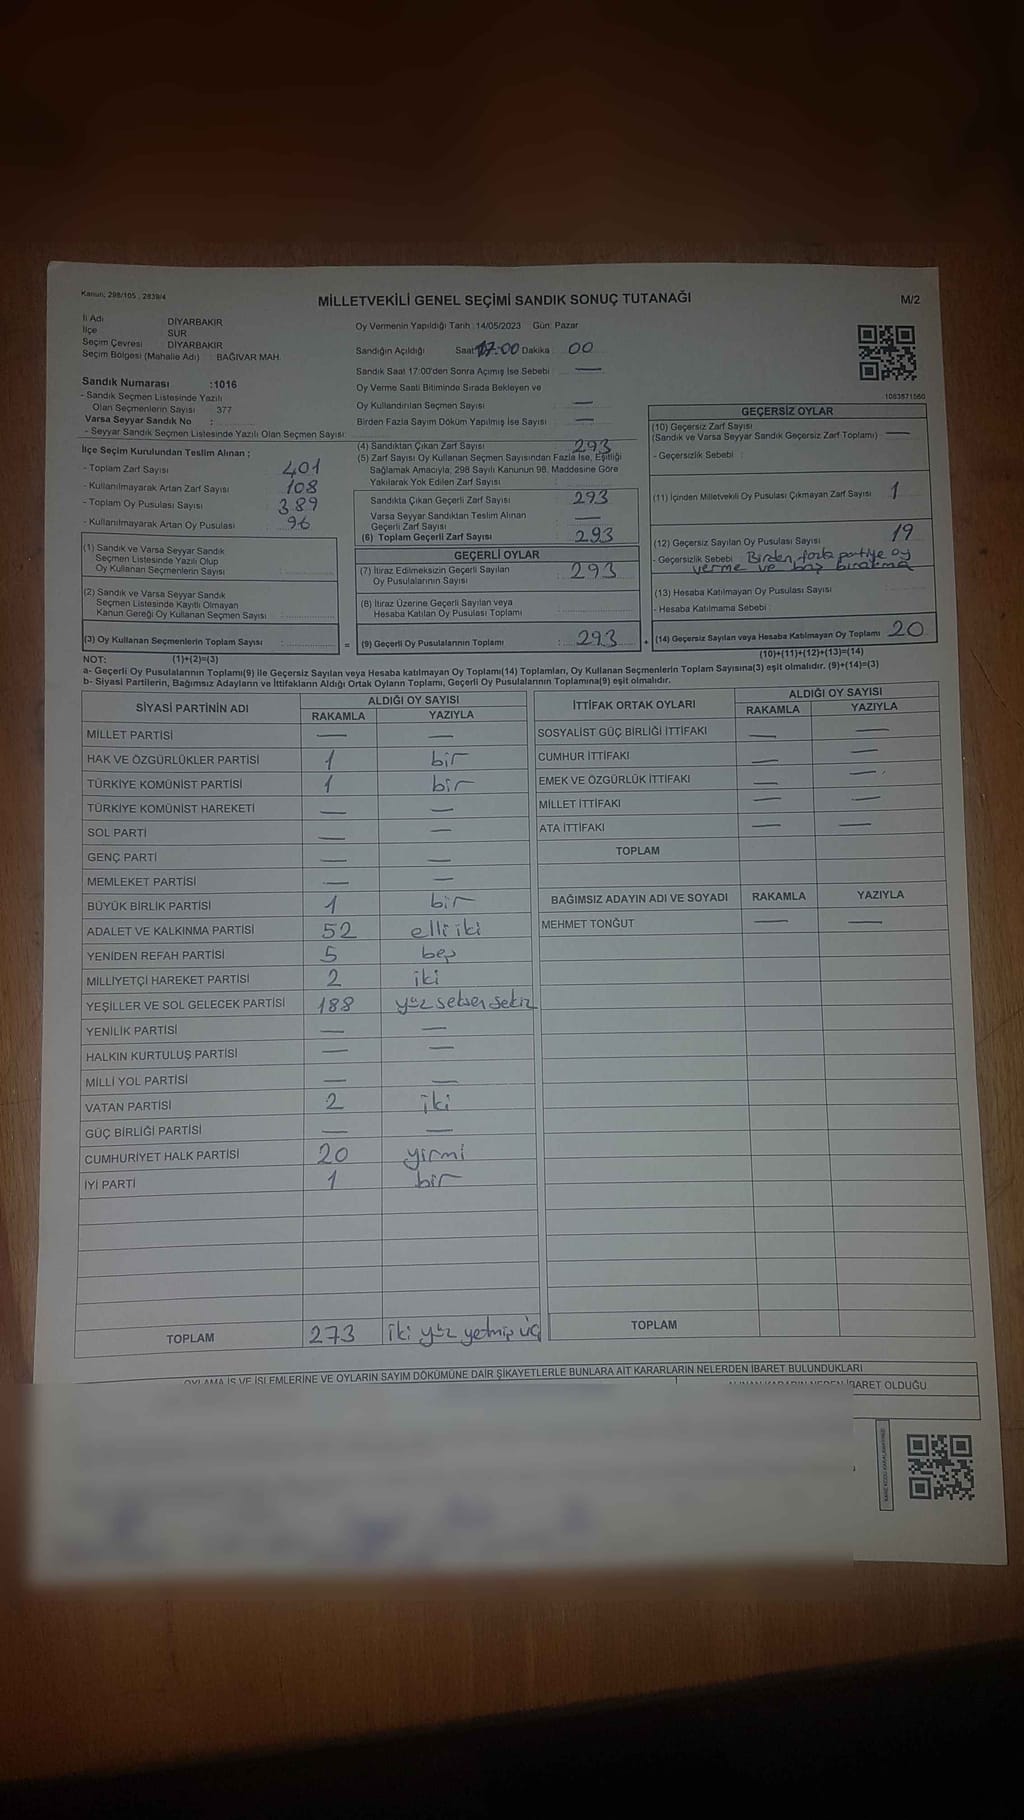 Kanun; 298/105 , 2839/4
MİLLETVEKİLİ GENEL SEÇİMİ SANDIK SONUÇ TUTANAĞI
M/2
İl Adı DİYARBAKIR
İlçe SUR
Seçim Çevresi DİYARBAKIR
Seçim Bölgesi (Mahalle Adı) : BAĞIVAR MAH.
Sandık Numarası :1016
- Sandık Seçmen Listesinde Yazılı
Olan Seçmenlerin Sayısı : 377
Varsa Seyyar Sandık No :
- Seyyar Sandık Seçmen Listesinde Yazılı Olan Seçmen Sayısı:
İlçe Seçim Kurulundan Teslim Alınan ;
- Toplam Zarf Sayısı 401
- Kullanılmayarak Artan Zarf Sayısı : 108
- Toplam Oy Pusulası Sayısı : 389
- Kullanılmayarak Artan Oy Pusulası : 96
(1) Sandık ve Varsa Seyyar Sandık
Seçmen Listesinde Yazılı Olup
Oy Kullanan Seçmenlerin Sayısı :
(2) Sandık ve Varsa Seyyar Sandık
Seçmen Listesinde Kayıtlı Olmayan
Kanun Gereği Oy Kullanan Seçmen Sayısı :
(3) Oy Kullanan Seçmenlerin Toplam Sayısı :
(1)+(2)=(3)
Oy Vermenin Yapıldığı Tarih :14/05/2023 Gün: Pazar
Sandığın Açıldığı Saat 17:00 Dakika : 00
Sandık Saat 17:00'den Sonra Açımış İse Sebebi : —
Oy Verme Saati Bitiminde Sırada Bekleyen ve
Oy Kullandırılan Seçmen Sayısı : —
Birden Fazla Sayım Döküm Yapılmış İse Sayısı : —
(4) Sandıktan Çıkan Zarf Sayısı : 293
(5) Zarf Sayısı Oy Kullanan Seçmen Sayısından Fazla İse, Eşitliği
Sağlamak Amacıyla, 298 Sayılı Kanunun 98. Maddesine Göre
Yakılarak Yok Edilen Zarf Sayısı :
Sandıkta Çıkan Geçerli Zarf Sayısı : 293
Varsa Seyyar Sandıktan Teslim Alınan
Geçerli Zarf Sayısı : —
(6) Toplam Geçerli Zarf Sayısı : 293
GEÇERLİ OYLAR
(7) İtiraz Edilmeksizin Geçerli Sayılan
Oy Pusulalarının Sayısı : 293
(8) İtiraz Üzerine Geçerli Sayılan veya
Hesaba Katılan Oy Pusulası Toplamı :
= (9) Geçerli Oy Pusulalarının Toplamı : 293
1063571560
GEÇERSİZ OYLAR
(10) Geçersiz Zarf Sayısı
(Sandık ve Varsa Seyyar Sandık Geçersiz Zarf Toplamı) : —
- Geçersizlik Sebebi :
(11) İçinden Milletvekili Oy Pusulası Çıkmayan Zarf Sayısı : 1
(12) Geçersiz Sayılan Oy Pusulası Sayısı : 19
- Geçersizlik Sebebi : Birden fazla partiye oy
verme ve boş bırakma
(13) Hesaba Katılmayan Oy Pusulası Sayısı :
- Hesaba Katılmama Sebebi :
+ (14) Geçersiz Sayılan veya Hesaba Katılmayan Oy Toplamı : 20
(10)+(11)+(12)+(13)=(14)
NOT:
a- Geçerli Oy Pusulalarının Toplamı(9) ile Geçersiz Sayılan veya Hesaba katılmayan Oy Toplamı(14) Toplamları, Oy Kullanan Seçmenlerin Toplam Sayısına(3) eşit olmalıdır. (9)+(14)=(3)
b- Siyasi Partilerin, Bağımsız Adayların ve İttifakların Aldığı Ortak Oyların Toplamı, Geçerli Oy Pusulalarının Toplamına(9) eşit olmalıdır.
SİYASİ PARTİNİN ADI ALDIĞI OY SAYISI
RAKAMLA YAZIYLA
MİLLET PARTİSİ — —
HAK VE ÖZGÜRLÜKLER PARTİSİ 1 bir
TÜRKİYE KOMÜNİST PARTİSİ 1 bir
TÜRKİYE KOMÜNİST HAREKETİ — —
SOL PARTİ — —
GENÇ PARTİ — —
MEMLEKET PARTİSİ — —
BÜYÜK BİRLİK PARTİSİ 1 bir
ADALET VE KALKINMA PARTİSİ 52 elli iki
YENİDEN REFAH PARTİSİ 5 beş
MİLLİYETÇİ HAREKET PARTİSİ 2 iki
YEŞİLLER VE SOL GELECEK PARTİSİ 188 yüz seksen sekiz
YENİLİK PARTİSİ — —
HALKIN KURTULUŞ PARTİSİ — —
MİLLİ YOL PARTİSİ — —
VATAN PARTİSİ 2 iki
GÜÇ BİRLİĞİ PARTİSİ — —
CUMHURİYET HALK PARTİSİ 20 yirmi
İYİ PARTİ 1 bir
TOPLAM 273 iki yüz yetmiş üç
İTTİFAK ORTAK OYLARI ALDIĞI OY SAYISI
RAKAMLA YAZIYLA
SOSYALİST GÜÇ BİRLİĞİ İTTİFAKI — —
CUMHUR İTTİFAKI — —
EMEK VE ÖZGÜRLÜK İTTİFAKI — —
MİLLET İTTİFAKI — —
ATA İTTİFAKI — —
TOPLAM
BAĞIMSIZ ADAYIN ADI VE SOYADI RAKAMLA YAZIYLA
MEHMET TONĞUT — —
TOPLAM
OYLAMA İŞ VE İŞLEMLERİNE VE OYLARIN SAYIM DÖKÜMÜNE DAİR ŞİKAYETLERLE BUNLARA AİT KARARLARIN NELERDEN İBARET BULUNDUKLARI
ALINAN KARARIN NEDEN İBARET OLDUĞU